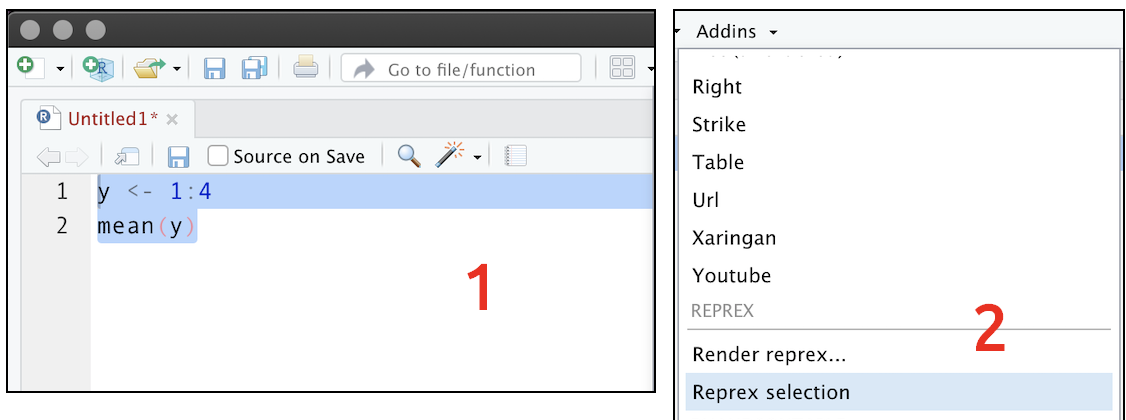 Go to file/function
Untitled1*
Source on Save
1 y <- 1:4
2 mean(y)
1
Addins
Right
Strike
Table
Url
Xaringan
Youtube
REPREX
2
Render reprex...
Reprex selection